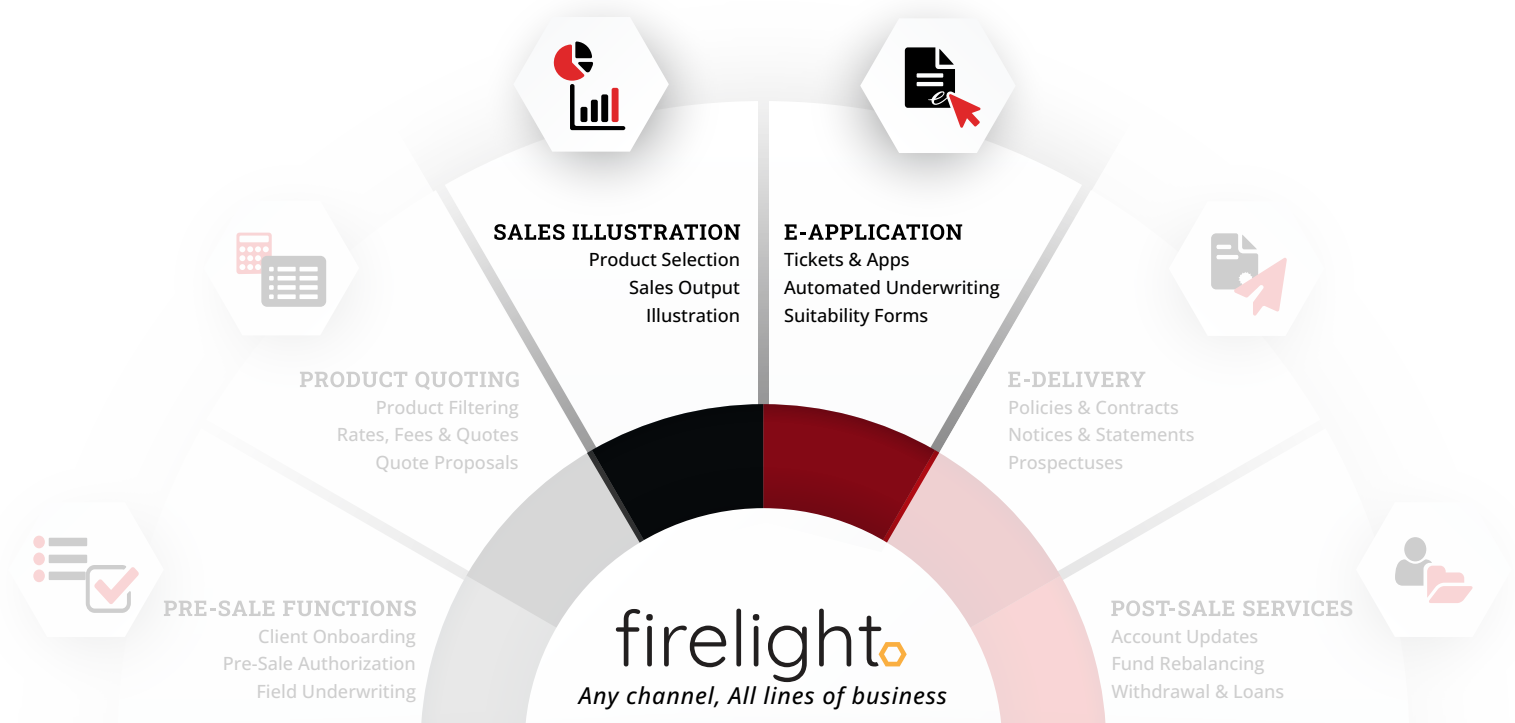 SALES ILLUSTRATION
Product Selection
Sales Output
Illustration
E-APPLICATION
Tickets & Apps
Automated Underwriting
Suitability Forms
PRODUCT QUOTING
Product Filtering
Rates, Fees & Quotes
Quote Proposals
E-DELIVERY
Policies & Contracts
Notices & Statements
Prospectuses
PRE-SALE FUNCTIONS
Client Onboarding
Pre-Sale Authorization
Field Underwriting
POST-SALE SERVICES
Account Updates
Fund Rebalancing
Withdrawal & Loans
firelight
Any channel, All lines of business
e